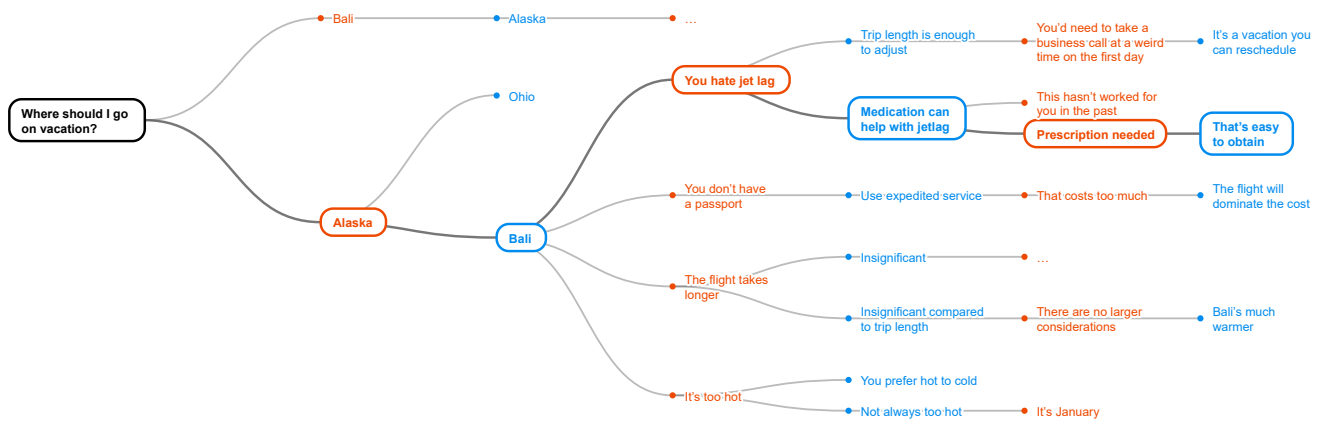 Bali
Alaska
…
Trip length is enough
to adjust
You’d need to take a
business call at a weird
time on the first day
It’s a vacation you
can reschedule
You hate jet lag
Ohio
Where should I go
on vacation?
Medication can
help with jetlag
This hasn’t worked for
you in the past
Prescription needed
That’s easy
to obtain
You don’t have
a passport
Use expedited service
That costs too much
The flight will
dominate the cost
Alaska
Bali
Insignificant
…
The flight takes
longer
Insignificant compared
to trip length
There are no larger
considerations
Bali’s much
warmer
You prefer hot to cold
It’s too hot
Not always too hot
It’s January